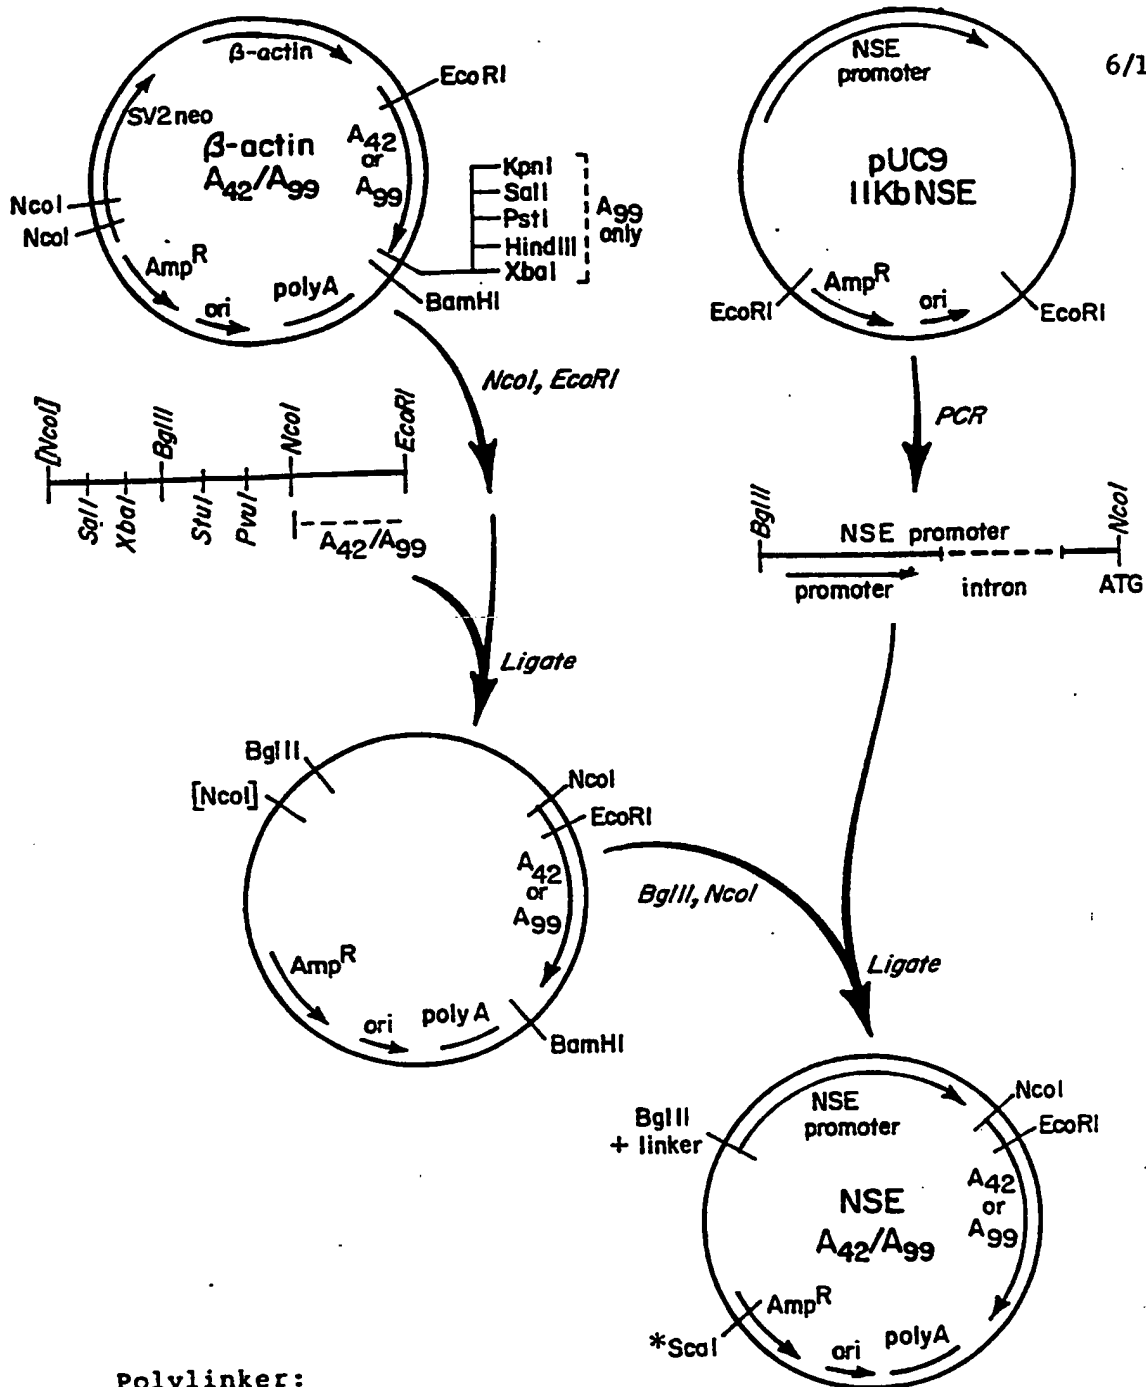 6/1
β-actin
EcoRI
SV2neo
β-actin
A42/A99
A42
or
A99
KpnI
SalI
PstI
HindIII
XbaI
A99
only
NcoI
NcoI
AmpR
ori
polyA
BamHI
NSE
promoter
pUC9
11KbNSE
EcoRI
AmpR
ori
EcoRI
NcoI, EcoRI
PCR
[NcoI]
SalI
XbaI
BglII
StuI
PvuI
NcoI
EcoRI
A42/A99
BglII
NSE promoter
NcoI
promoter
intron
ATG
Ligate
BglII
[NcoI]
NcoI
EcoRI
A42
or
A99
AmpR
ori
polyA
BamHI
BglII, NcoI
Ligate
NSE
promoter
BglII
+ linker
NcoI
EcoRI
A42
or
A99
NSE
A42/A99
AmpR
*ScaI
ori
polyA
Polylinker: